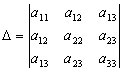 Δ = | a₁₁ a₁₂ a₁₃ |
| a₁₂ a₂₂ a₂₃ |
| a₁₃ a₂₃ a₃₃ |